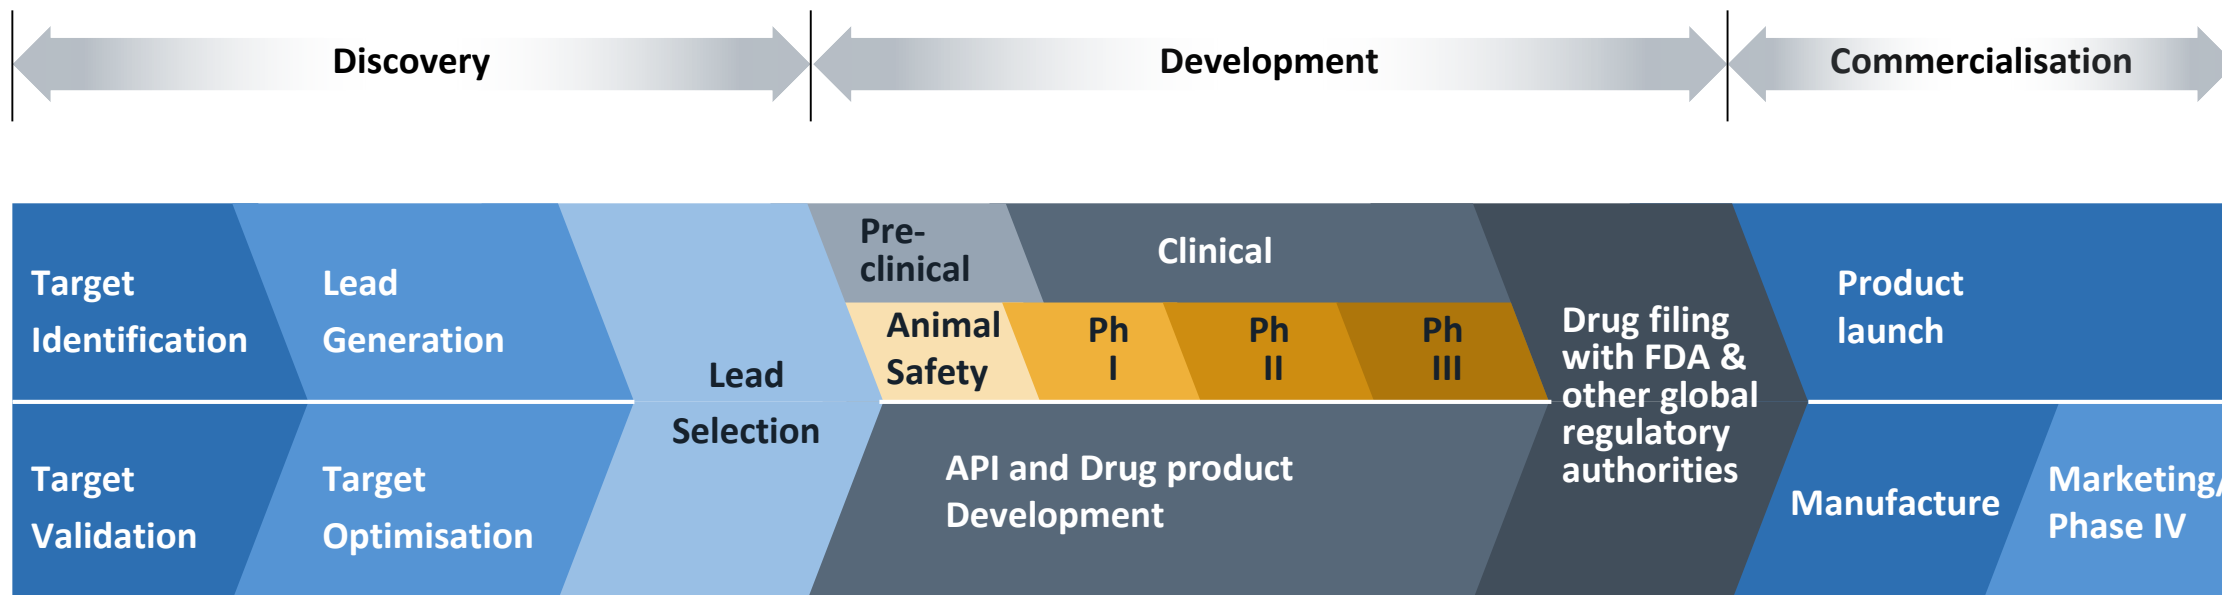 Discovery
Development
Commercialisation
Target
Identification
Lead
Generation
Lead
Selection
Pre-
clinical
Clinical
Animal
Safety
Ph
I
Ph
II
Ph
III
Drug filing
with FDA &
other global
regulatory
authorities
Product
launch
Target
Validation
Target
Optimisation
API and Drug product
Development
Manufacture
Marketing/
Phase IV